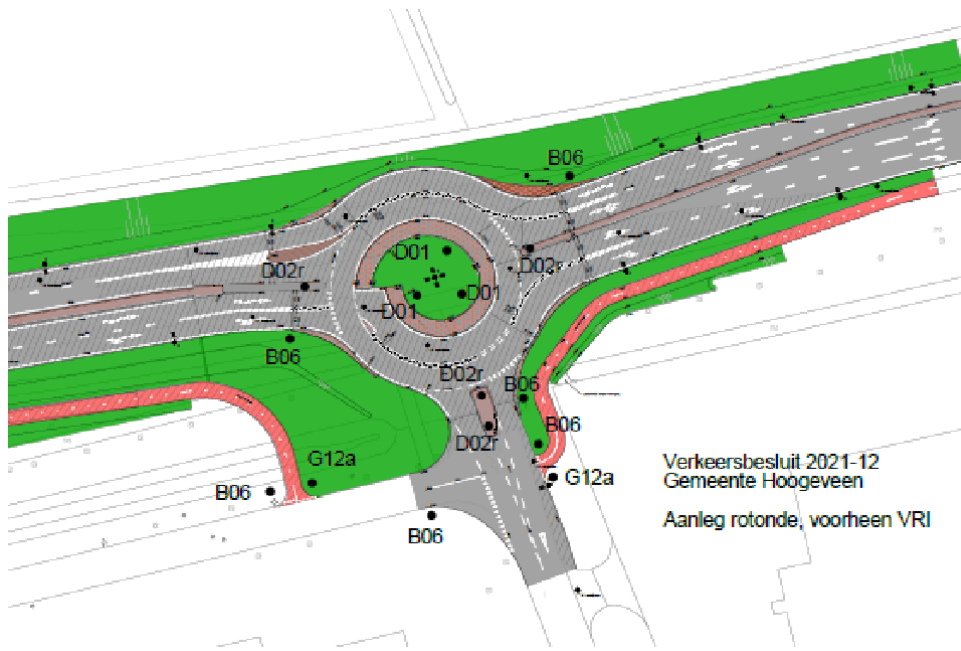 B06
D01
D02r
D02r
D01
D01
B06
D02r
B06
B06
D02r
G12a
G12a
B06
B06
Verkeersbesluit 2021-12
Gemeente Hoogeveen
Aanleg rotonde, voorheen VRI